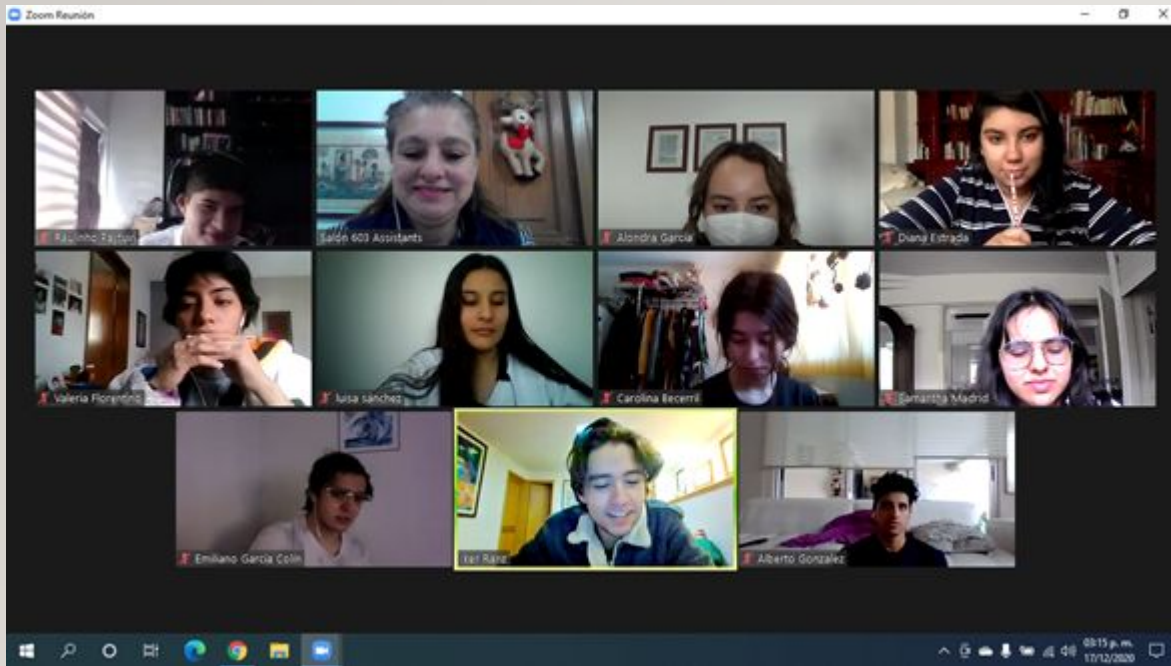 Zoom Reunión
Salón 603 Assistants
Alondra García
Diana Estrada
Valeria Florentino
luisa sánchez
Carolina Becerril
Samantha Madrid
Emiliano García Colín
Alberto Gonzalez
03:15 p. m.
17/12/2020